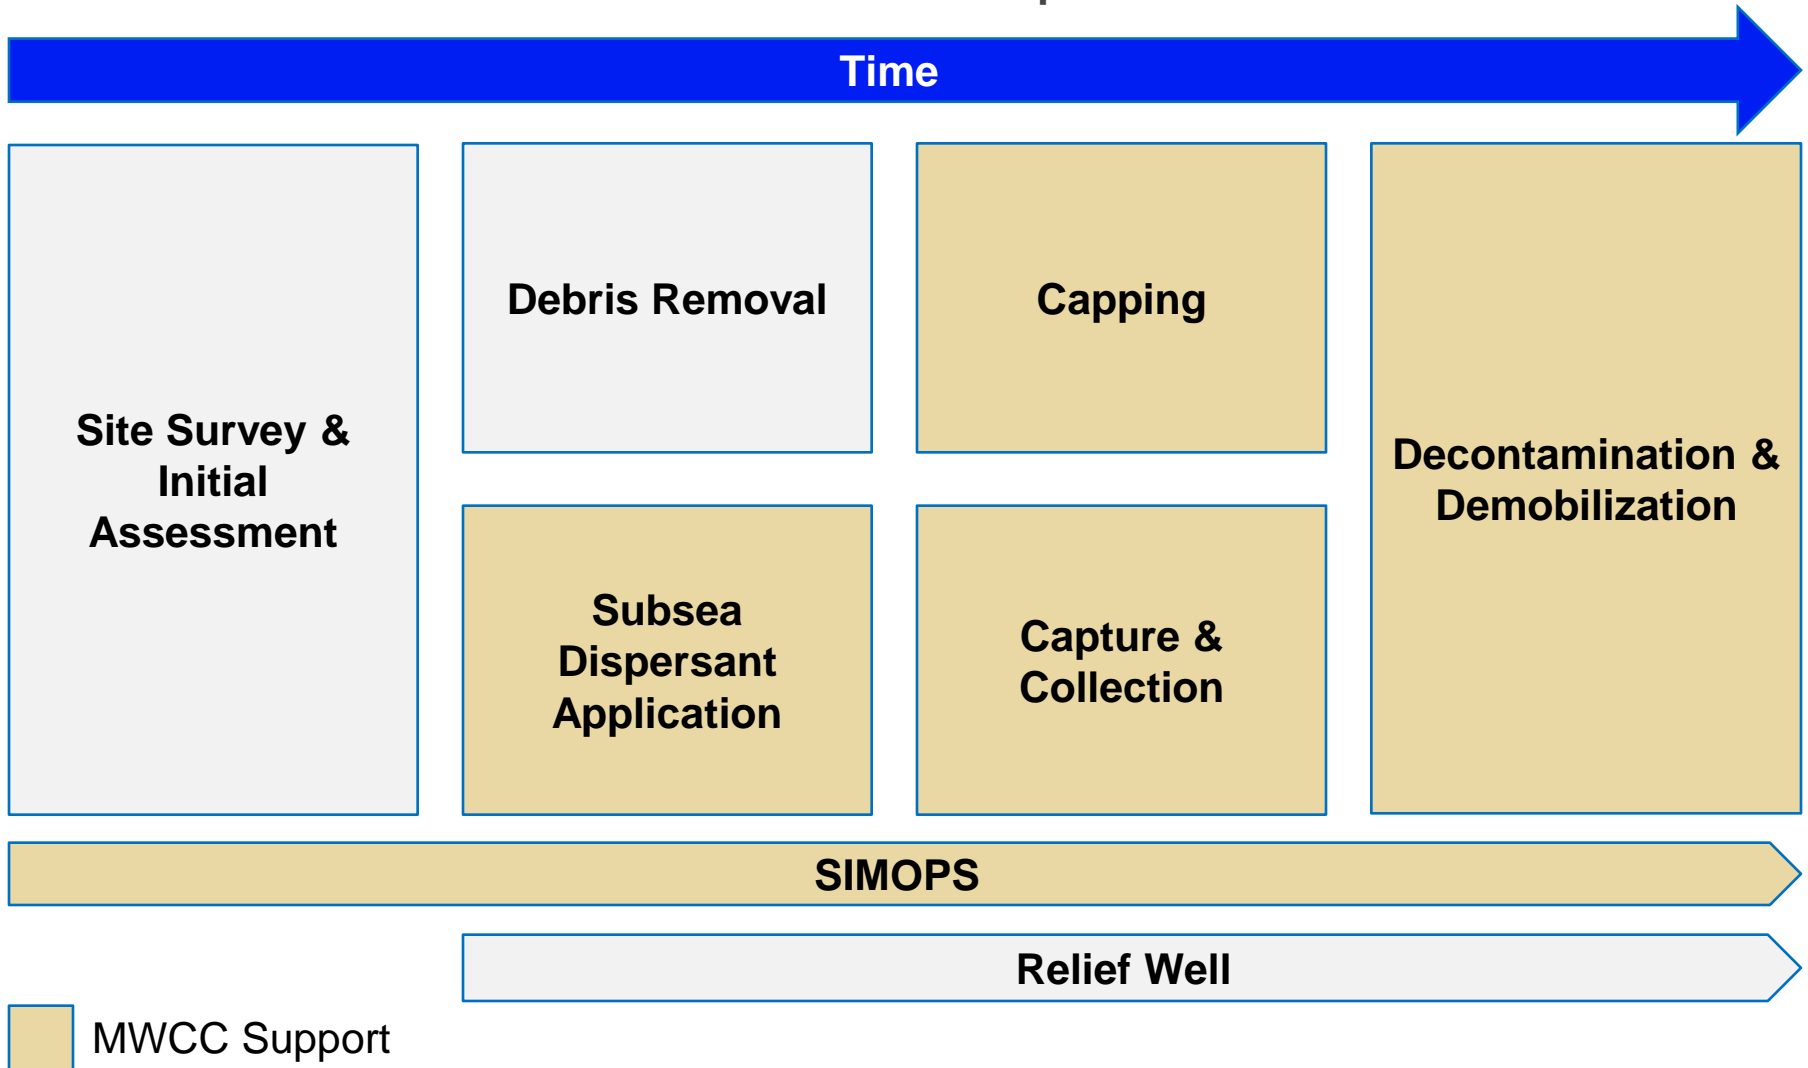 Time
Site Survey &
Initial
Assessment
Debris Removal
Subsea
Dispersant
Application
Capping
Capture &
Collection
Decontamination &
Demobilization
SIMOPS
Relief Well
MWCC Support